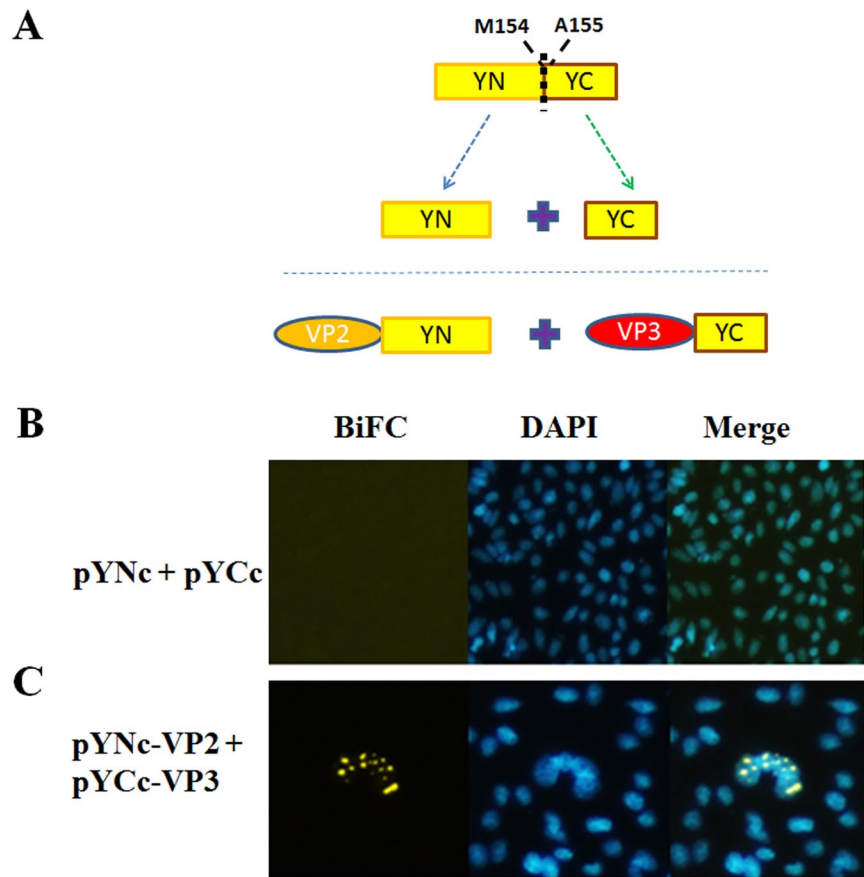 A
M154 A155
YN YC
YN YC
VP2 YN VP3 YC
B
BiFC DAPI Merge
pYNc + pYCc
C
pYNc-VP2 +
pYCc-VP3